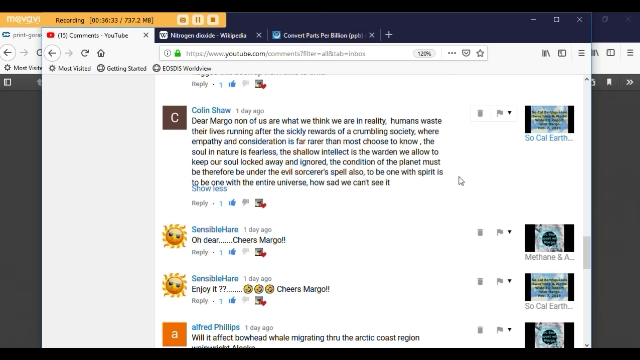 movavi
Recording 00:36:33 / 737.2 MB
(15) Comments - YouTube
Nitrogen dioxide - Wikipedia
Convert Parts Per Billion (ppb)
https://www.youtube.com/comments?filter=all&tab=inbox
120%
Most Visited
Getting Started
EOSDIS Worldview
Reply 1
Colin Shaw 1 day ago
Dear Margo non of us are what we think we are in reality, humans waste
their lives running after the sickly rewards of a crumbling society, where
empathy and consideration is far rarer than most choose to know , the
soul in nature is fearless, the shallow intellect is the warden we allow to
keep our soul locked away and ignored, the condition of the planet must
be therefore be under the evil sorcerer's spell also, to be one with spirit is
to be one with the entire universe, how sad we can't see it
Show less
Reply 1
So Cal Earth...
SensibleHare 1 day ago
Oh dear.......Cheers Margo!!
Reply 1
Methane & A...
SensibleHare 1 day ago
Enjoy it ??........🤣🤣🤣 Cheers Margo!!
Reply 1
So Cal Earth...
alfred Phillips 1 day ago
Will it affect bowhead whale migrating thru the arctic coast region
wainwright Alaska